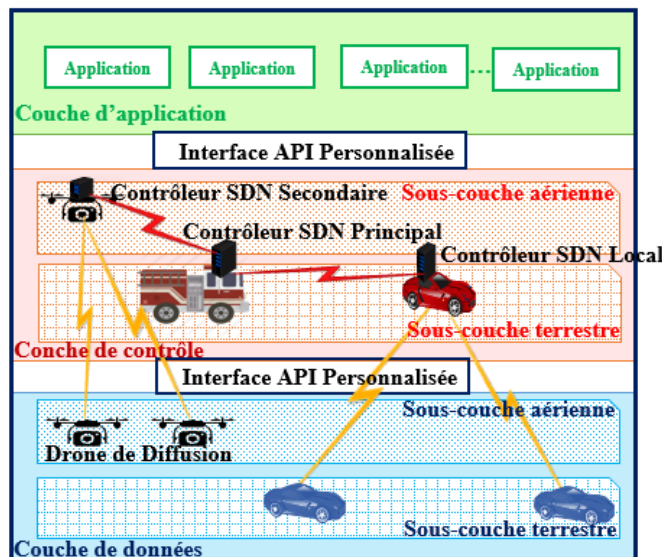 Application Application Application ... Application
Couche d'application
Interface API Personnalisée
Contrôleur SDN Secondaire Sous-couche aérienne
Contrôleur SDN Principal
Contrôleur SDN Local
Sous-couche terrestre
Conche de contrôle
Interface API Personnalisée
Sous-couche aérienne
Drone de Diffusion
Sous-couche terrestre
Couche de données